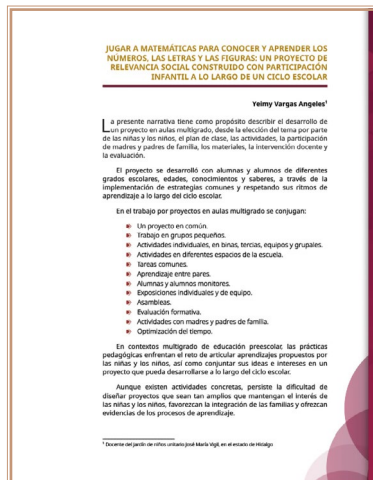 JUGAR A MATEMÁTICAS PARA CONOCER Y APRENDER LOS
NÚMEROS, LAS LETRAS Y LAS FIGURAS: UN PROYECTO DE
RELEVANCIA SOCIAL CONSTRUIDO CON PARTICIPACIÓN
INFANTIL A LO LARGO DE UN CICLO ESCOLAR
Yeimy Vargas Angeles¹
La presente narrativa tiene como propósito describir el desarrollo de
un proyecto en aulas multigrado, desde la elección del tema por parte
de las niñas y los niños, el plan de clase, las actividades, la participación
de madres y padres de familia, los materiales, la intervención docente y
la evaluación.
El proyecto se desarrolló con alumnas y alumnos de diferentes
grados escolares, edades, conocimientos y saberes, a través de la
implementación de estrategias comunes y respetando sus ritmos de
aprendizaje a lo largo del ciclo escolar.
En el trabajo por proyectos en aulas multigrado se conjugan:
Un proyecto en común.
Trabajo en grupos pequeños.
Actividades individuales, en binas, tercias, equipos y grupales.
Actividades en diferentes espacios de la escuela.
Tareas comunes.
Aprendizaje entre pares.
Alumnas y alumnos monitores.
Exposiciones individuales y de equipo.
Asambleas.
Evaluación formativa.
Actividades con madres y padres de familia.
Optimización del tiempo.
En contextos multigrado de educación preescolar, las prácticas
pedagógicas enfrentan el reto de articular aprendizajes propuestos por
las niñas y los niños, así como conjuntar sus ideas e intereses en un
proyecto que pueda desarrollarse a lo largo del ciclo escolar.
Aunque existen actividades concretas, persiste la dificultad de
diseñar proyectos que sean tan amplios que mantengan el interés de
las niñas y los niños, favorezcan la integración de las familias y ofrezcan
evidencias de los procesos de aprendizaje.
¹ Docente del jardín de niños unitario José María Vigil, en el estado de Hidalgo